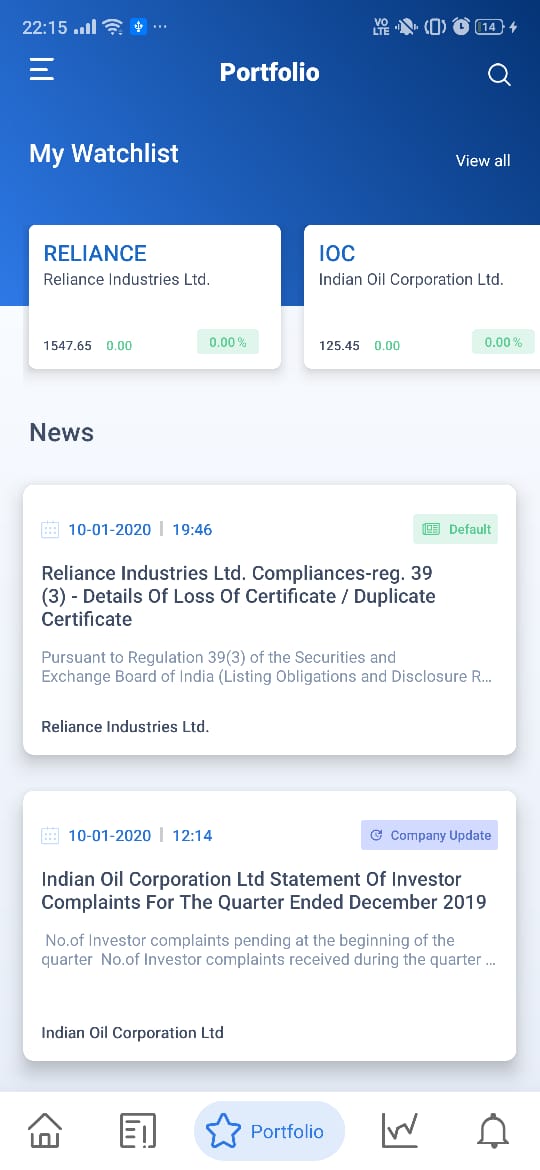 22:15 VO LTE 14
Portfolio
My Watchlist
View all
RELIANCE
Reliance Industries Ltd.
1547.65 0.00 0.00 %
IOC
Indian Oil Corporation Ltd.
125.45 0.00 0.00 %
News
10-01-2020 | 19:46 Default
Reliance Industries Ltd. Compliances-reg. 39
(3) - Details Of Loss Of Certificate / Duplicate
Certificate
Pursuant to Regulation 39(3) of the Securities and
Exchange Board of India (Listing Obligations and Disclosure R...
Reliance Industries Ltd.
10-01-2020 | 12:14 Company Update
Indian Oil Corporation Ltd Statement Of Investor
Complaints For The Quarter Ended December 2019
No.of Investor complaints pending at the beginning of the
quarter No.of Investor complaints received during the quarter ...
Indian Oil Corporation Ltd
Portfolio